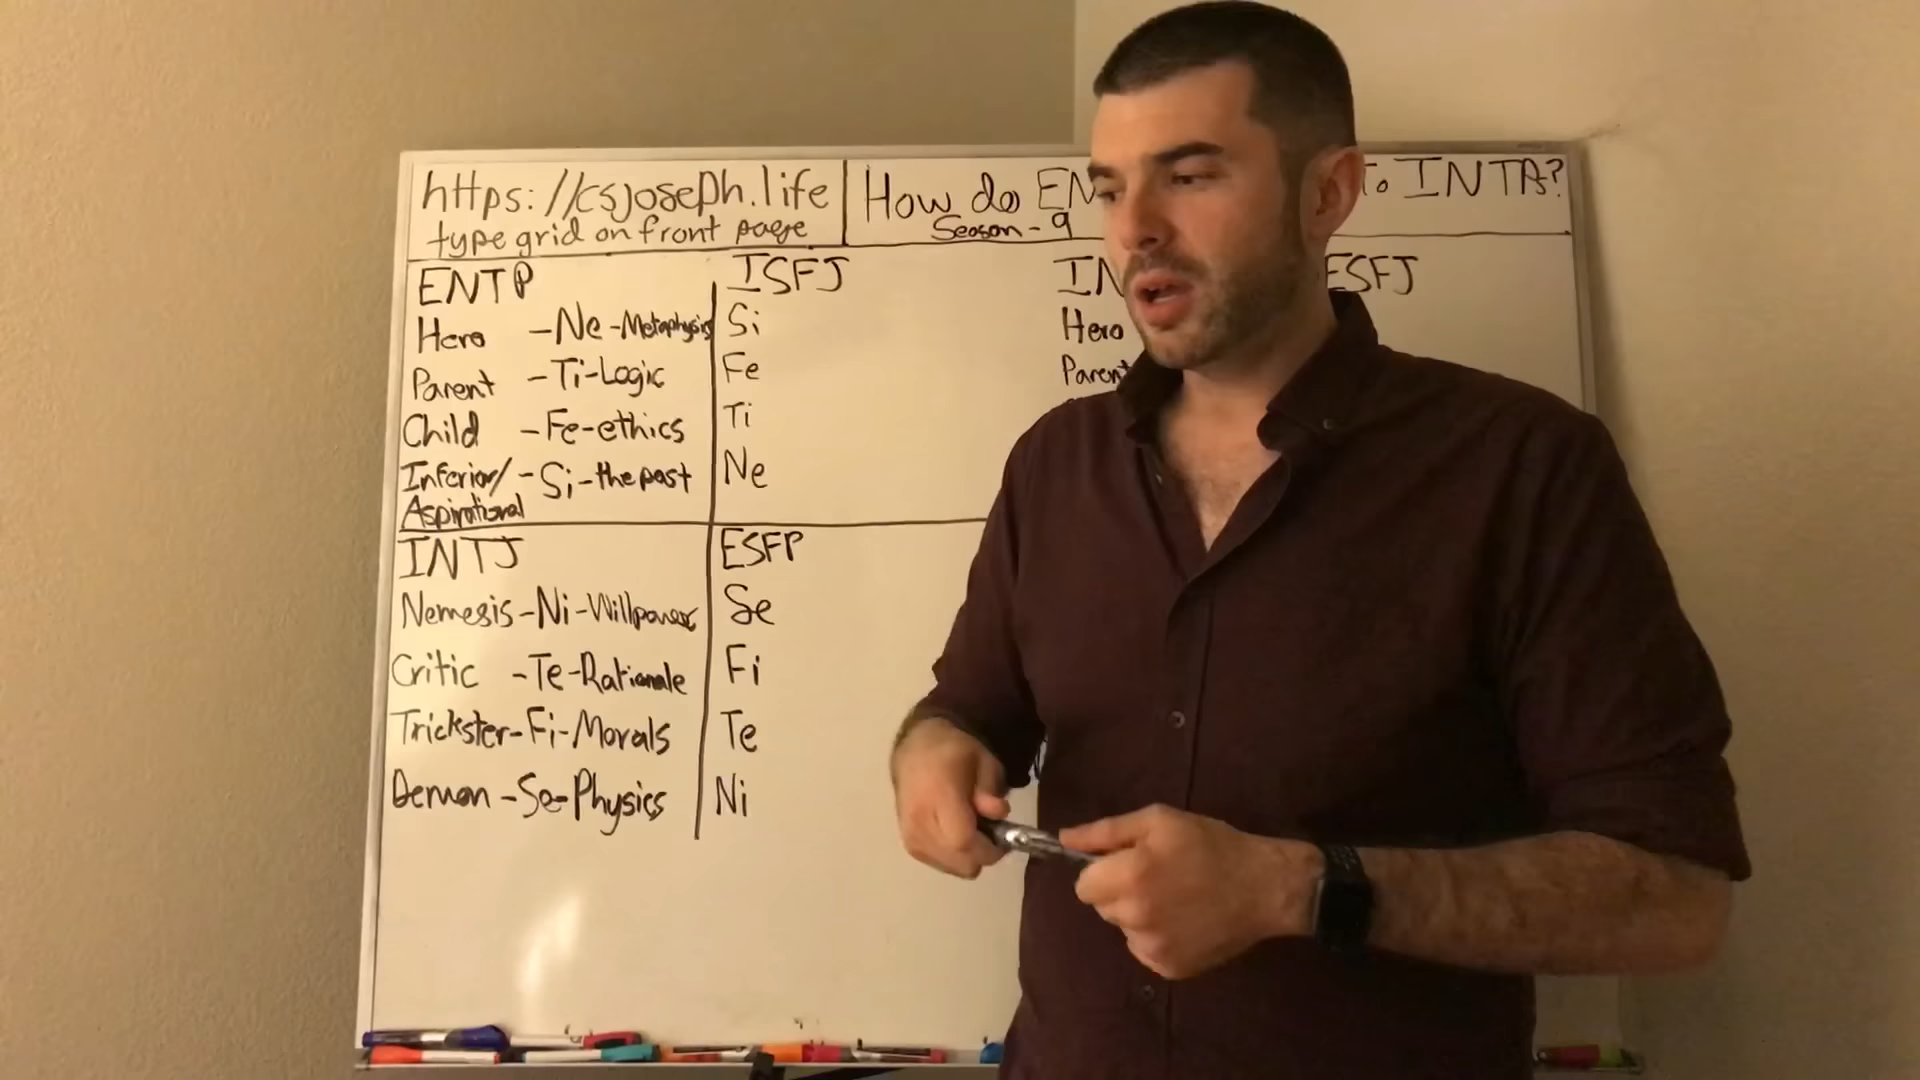 https://csjoseph.life
type grid on front page
How do EN
To INTPs?
Season - 9
ENTP
Hero - Ne - Metaphysics
Parent - Ti - Logic
Child - Fe - ethics
Inferior/ - Si - the past
Aspirational
ISFJ
Si
Fe
Ti
Ne
IN
Hero
Parent
ESFJ
INTJ
Nemesis - Ni - Willpower
Critic - Te - Rationale
Trickster - Fi - Morals
Demon - Se - Physics
ESFP
Se
Fi
Te
Ni